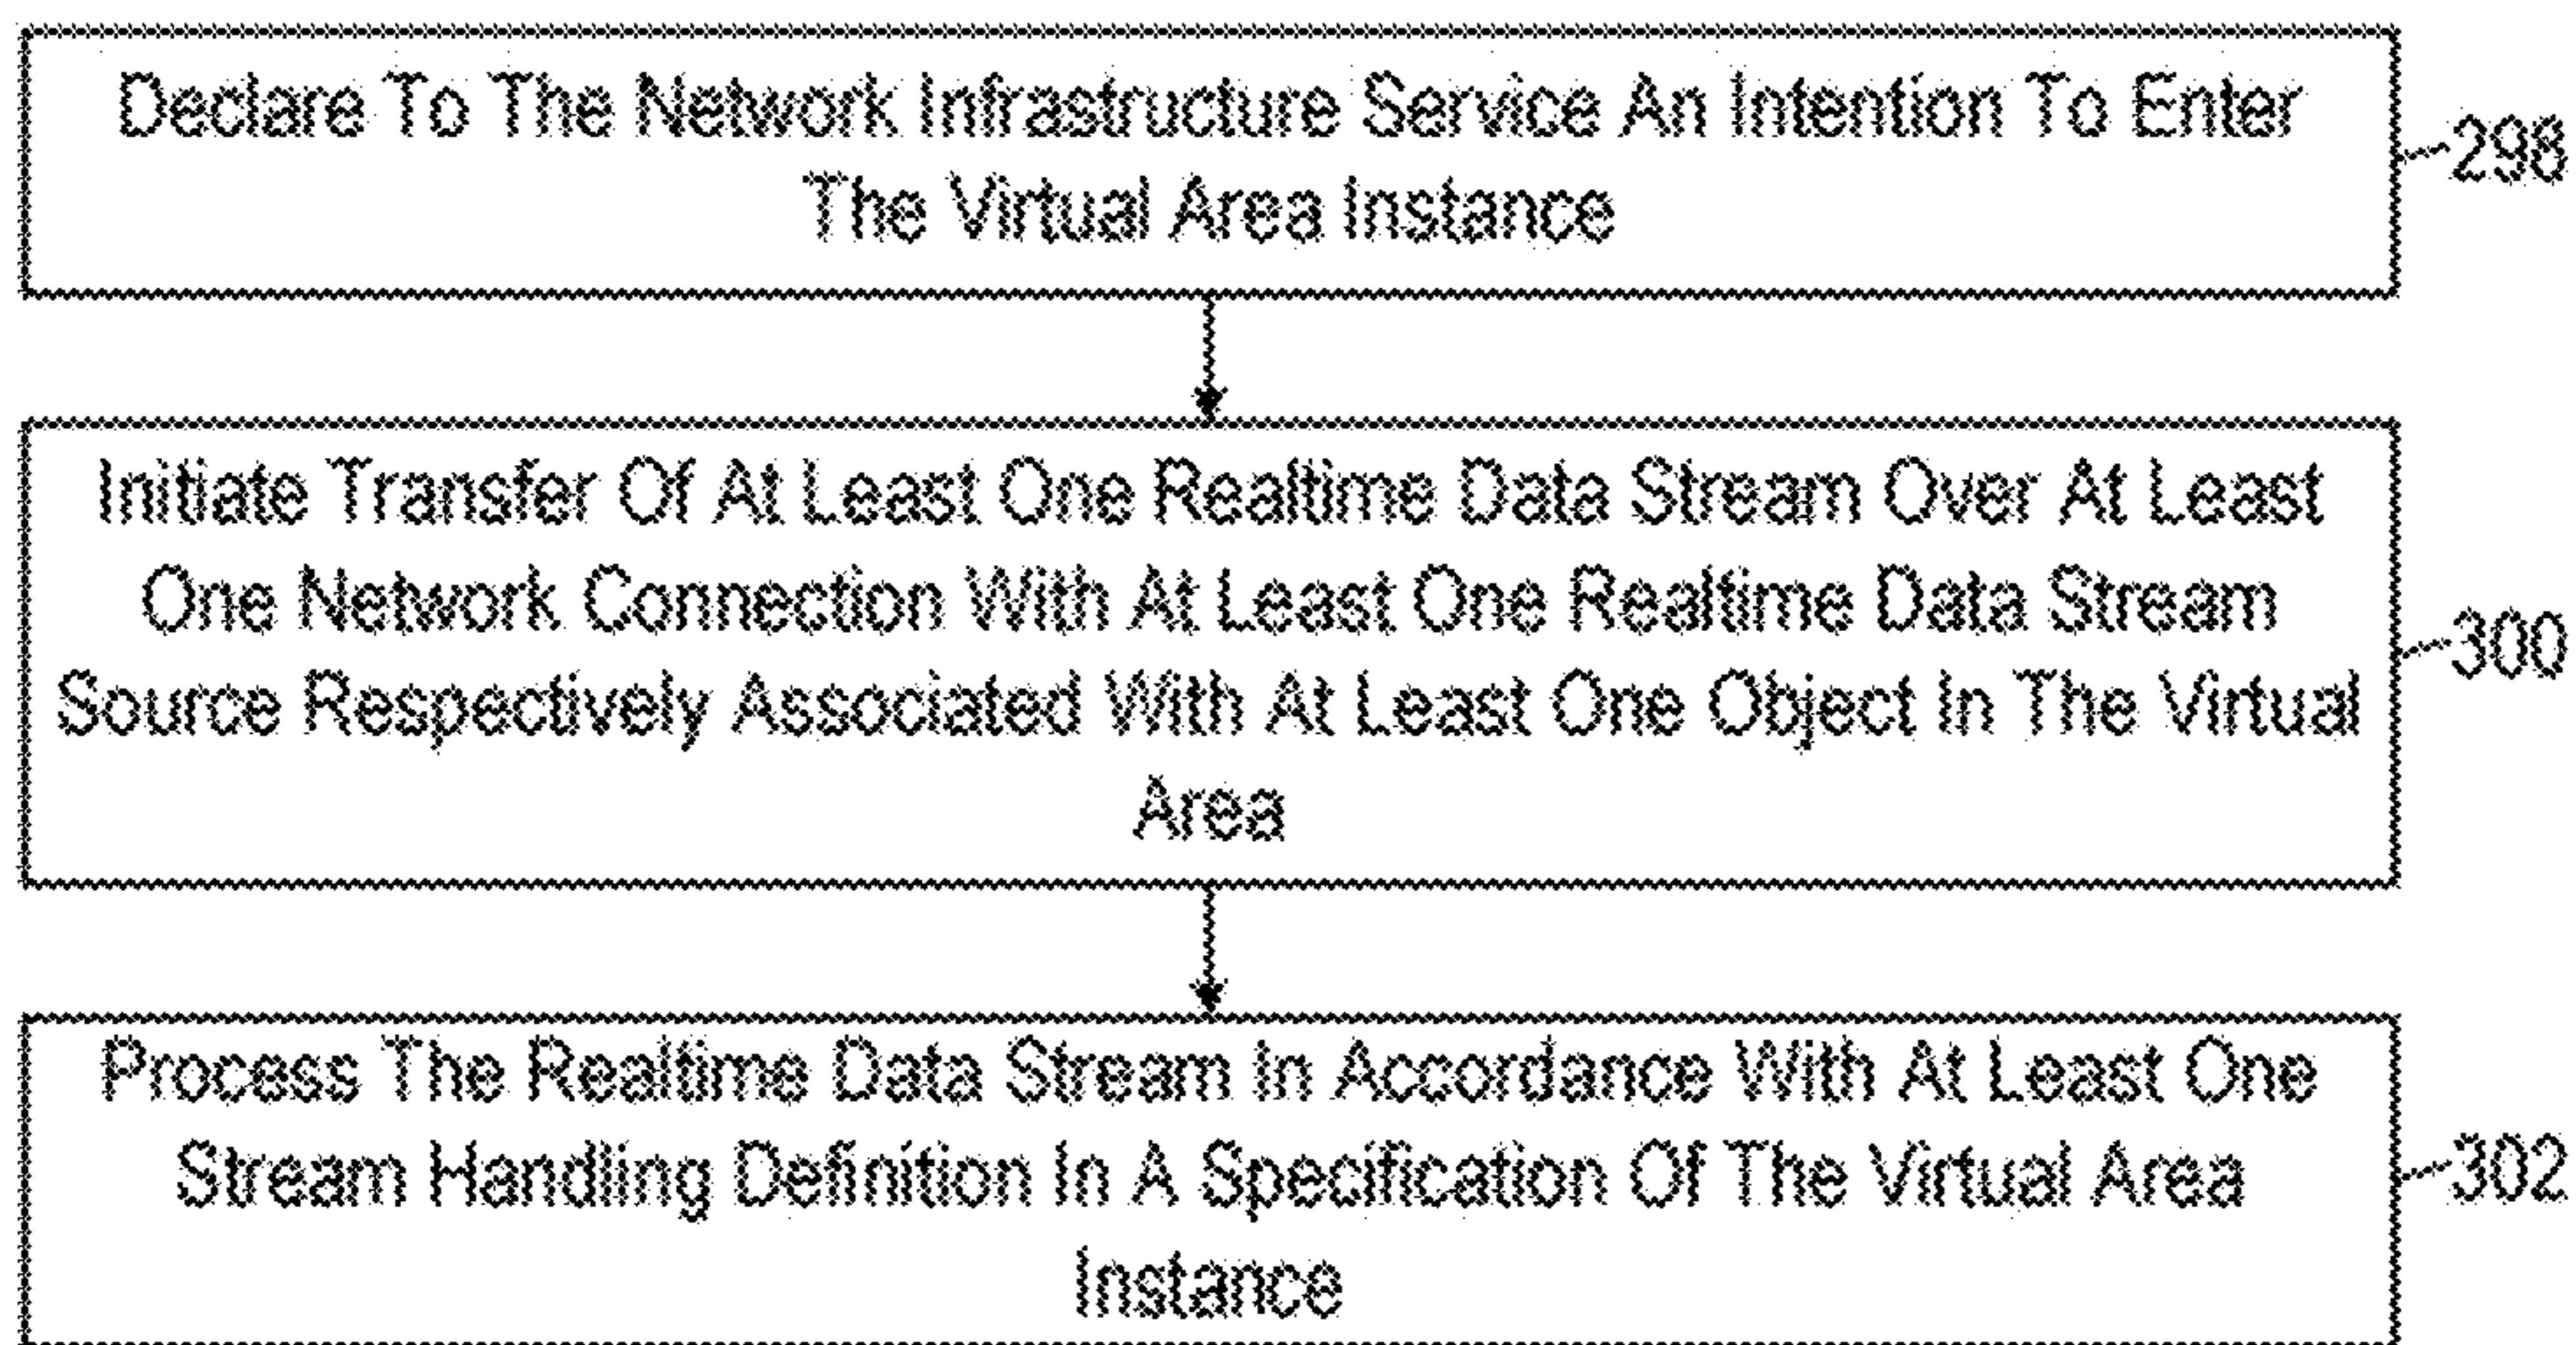 Declare To The Network Infrastructure Service An Intention To Enter
The Virtual Area Instance
298
Initiate Transfer Of At Least One Realtime Data Stream Over At Least
One Network Connection With At Least One Realtime Data Stream
Source Respectively Associated With At Least One Object In The Virtual
Area
300
Process The Realtime Data Stream In Accordance With At Least One
Stream Handling Definition In A Specification Of The Virtual Area
Instance
302